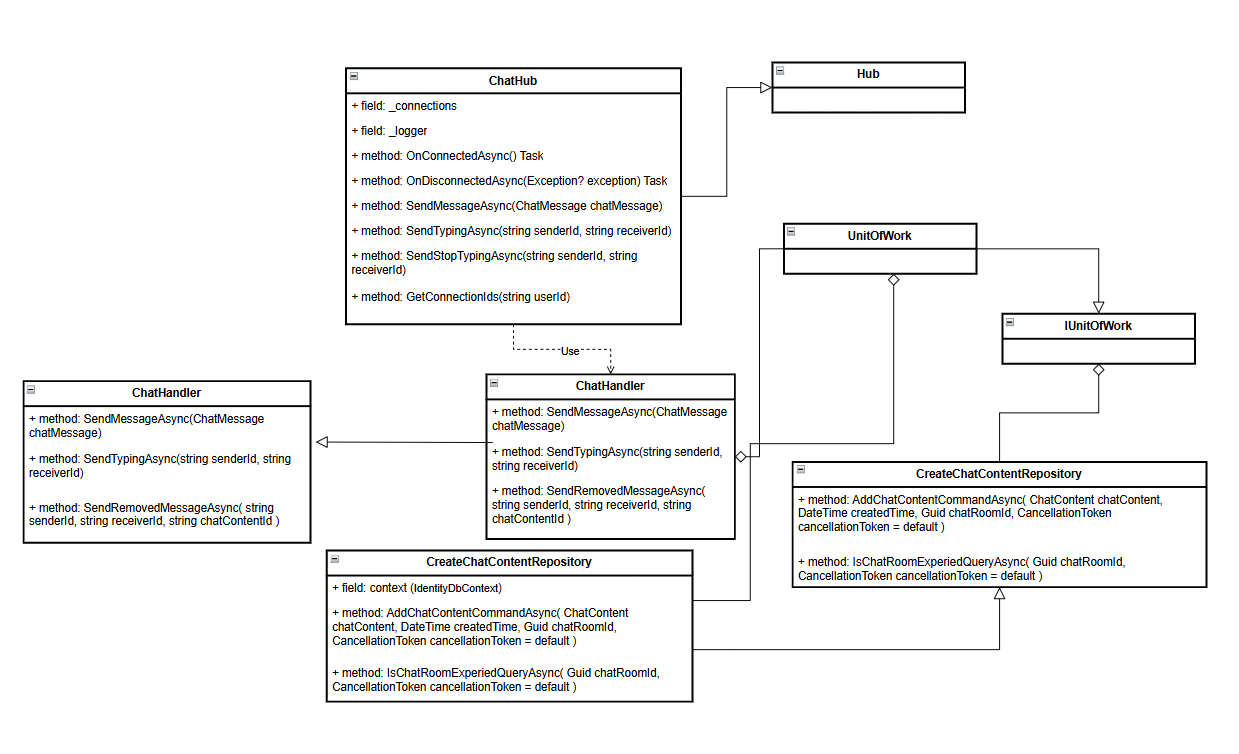 ChatHub
+ field: _connections
+ field: _logger
+ method: OnConnectedAsync() Task
+ method: OnDisconnectedAsync(Exception? exception) Task
+ method: SendMessageAsync(ChatMessage chatMessage)
+ method: SendTypingAsync(string senderId, string receiverId)
+ method: SendStopTypingAsync(string senderId, string
receiverId)
+ method: GetConnectionIds(string userId)
Hub
UnitOfWork
IUnitOfWork
Use
ChatHandler
+ method: SendMessageAsync(ChatMessage
chatMessage)
+ method: SendTypingAsync(string senderId, string
receiverId)
+ method: SendRemovedMessageAsync( string
senderId, string receiverId, string chatContentId )
ChatHandler
+ method: SendMessageAsync(ChatMessage
chatMessage)
+ method: SendTypingAsync(string senderId,
string receiverId)
+ method: SendRemovedMessageAsync(
string senderId, string receiverId, string
chatContentId )
CreateChatContentRepository
+ method: AddChatContentCommandAsync( ChatContent chatContent,
DateTime createdTime, Guid chatRoomId, CancellationToken
cancellationToken = default )
+ method: IsChatRoomExperiedQueryAsync( Guid chatRoomId,
CancellationToken cancellationToken = default )
CreateChatContentRepository
+ field: context (IdentityDbContext)
+ method: AddChatContentCommandAsync( ChatContent
chatContent, DateTime createdTime, Guid chatRoomId,
CancellationToken cancellationToken = default )
+ method: IsChatRoomExperiedQueryAsync( Guid chatRoomId,
CancellationToken cancellationToken = default )